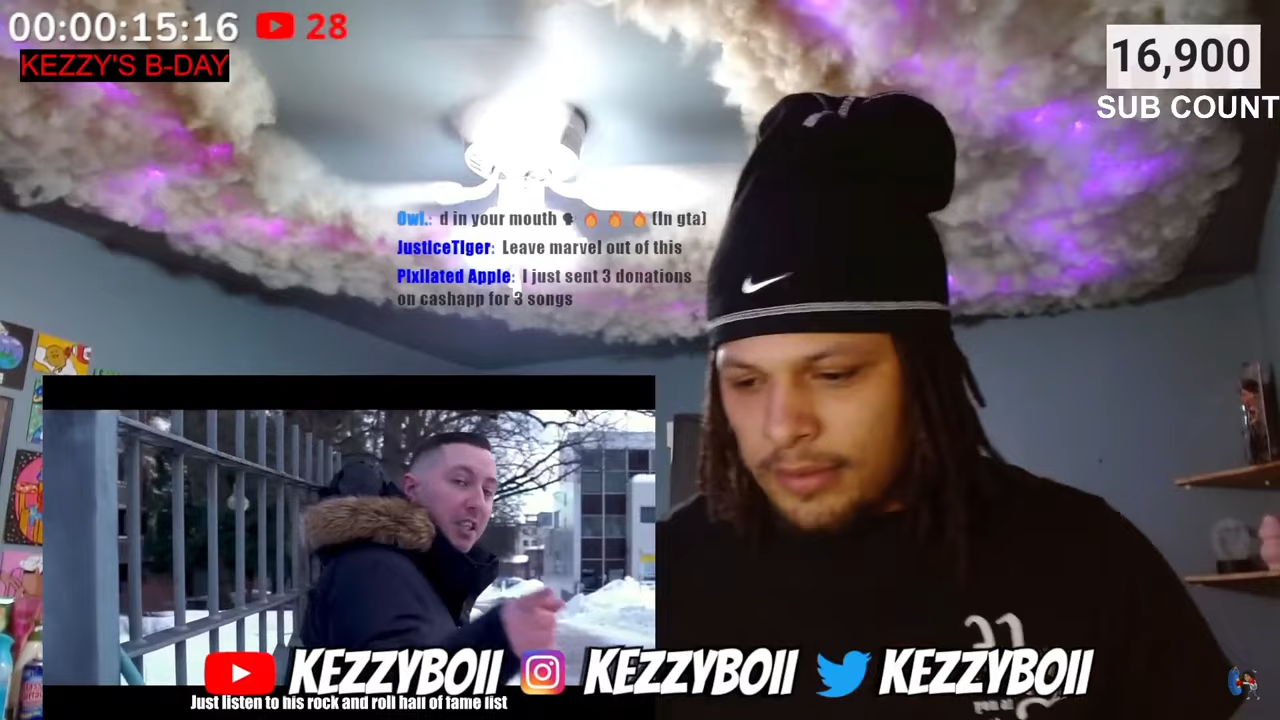 00:00:15:16 28
KEZZY'S B-DAY
16,900
SUB COUNT
Owl.: d in your mouth 🗣 🔥 🔥 🔥 (In gta)
JusticeTiger: Leave marvel out of this
Pixilated Apple: I just sent 3 donations
on cashapp for 3 songs
KEZZYBOII KEZZYBOII KEZZYBOII
Just listen to his rock and roll hall of fame list